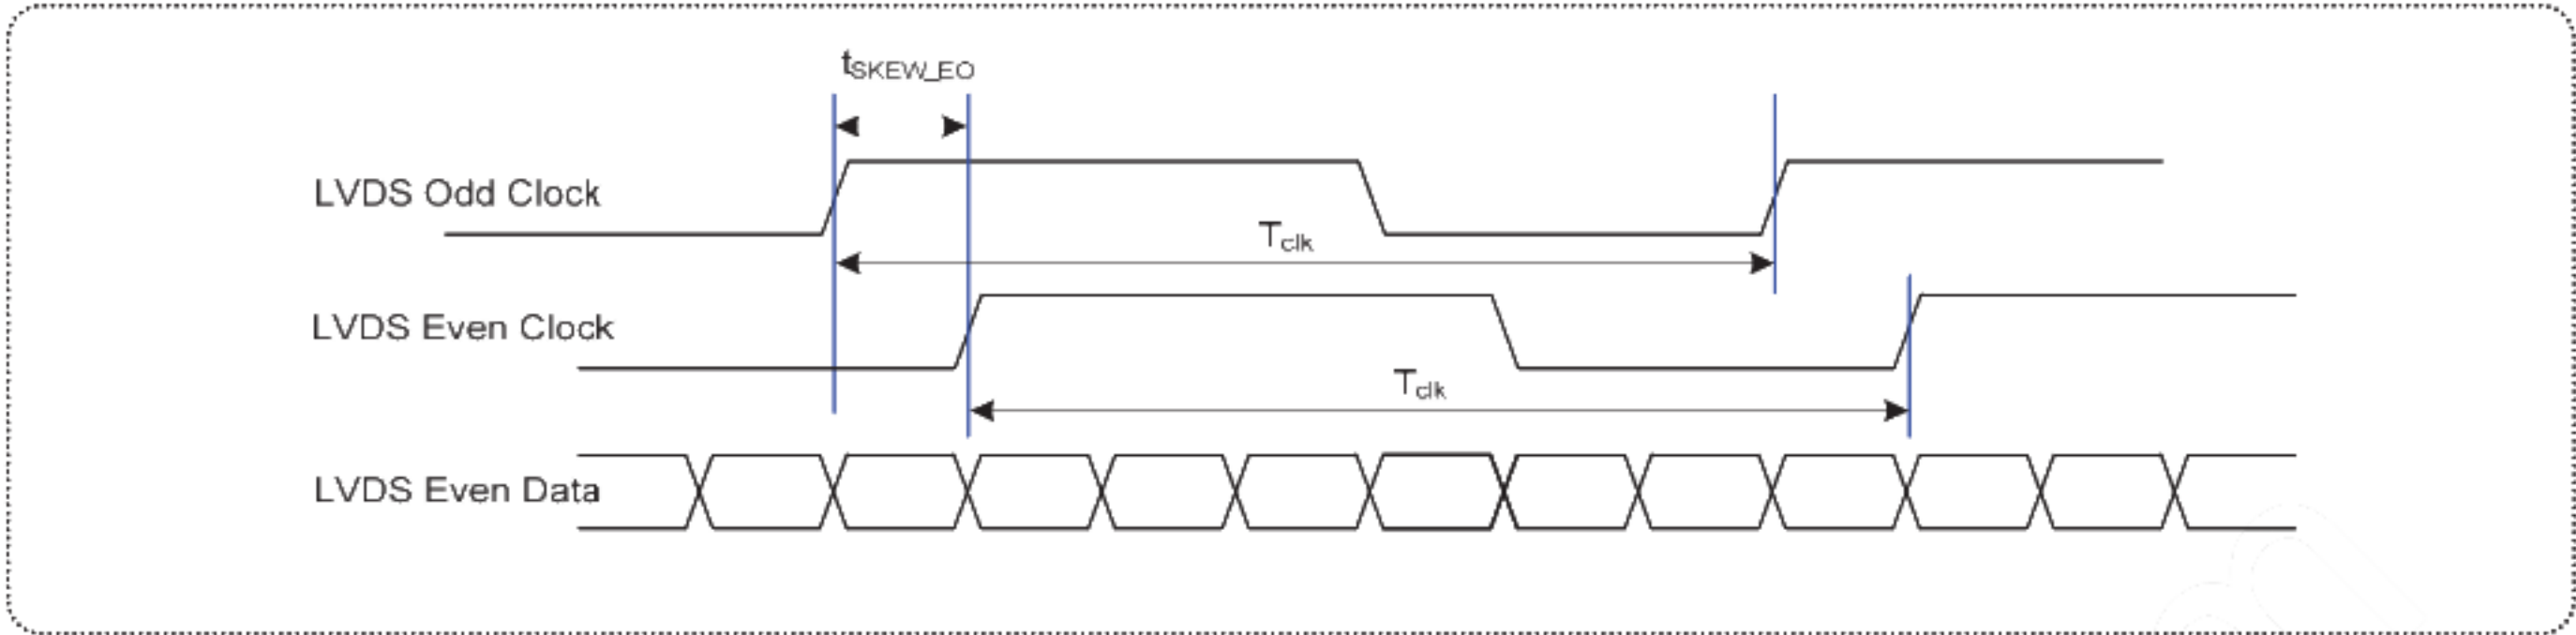 tSKEW_EO
LVDS Odd Clock
Tclk
LVDS Even Clock
Tclk
LVDS Even Data